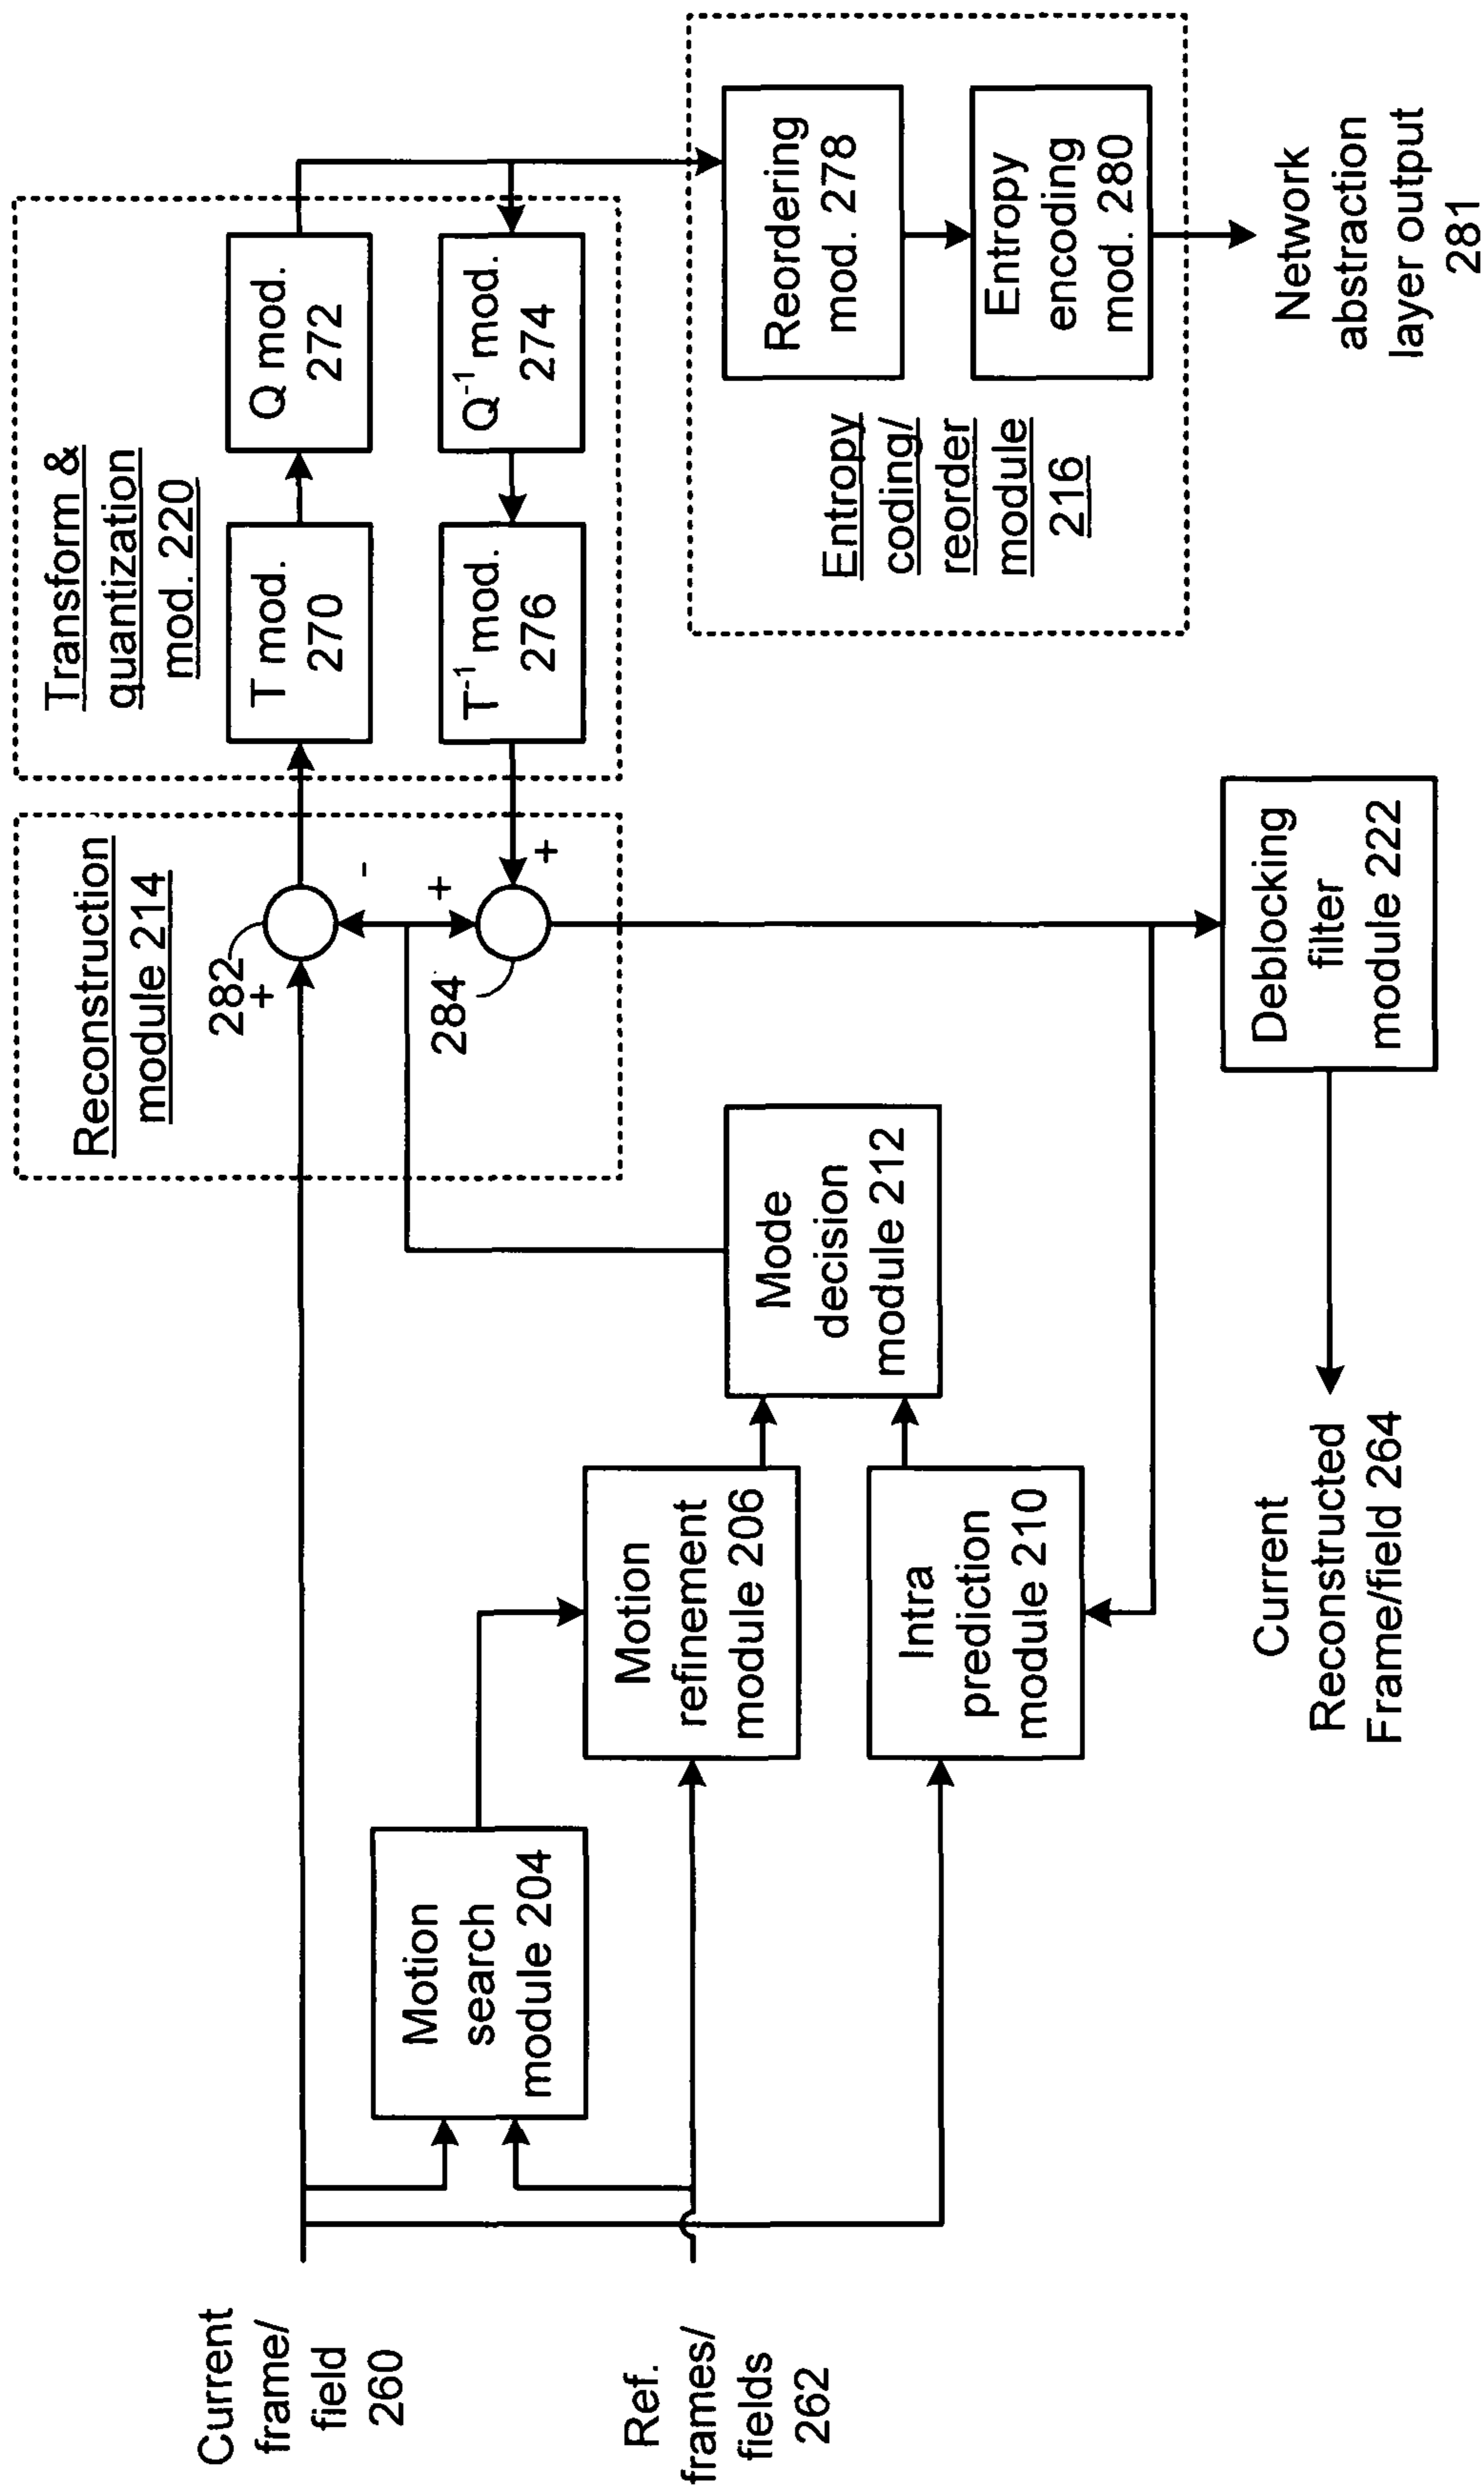 Current
frame/
field
260
Ref.
frames/
fields
262
Motion
search
module 204
Motion
refinement
module 206
Intra
prediction
module 210
Mode
decision
module 212
Reconstruction
module 214
282
+
-
284
+
+
Transform &
quantization
mod. 220
T mod.
270
Q mod.
272
T⁻¹ mod.
276
Q⁻¹ mod.
274
Entropy
coding/
reorder
module
216
Reordering
mod. 278
Entropy
encoding
mod. 280
Deblocking
filter
module 222
Current
Reconstructed
Frame/field 264
Network
abstraction
layer output
281